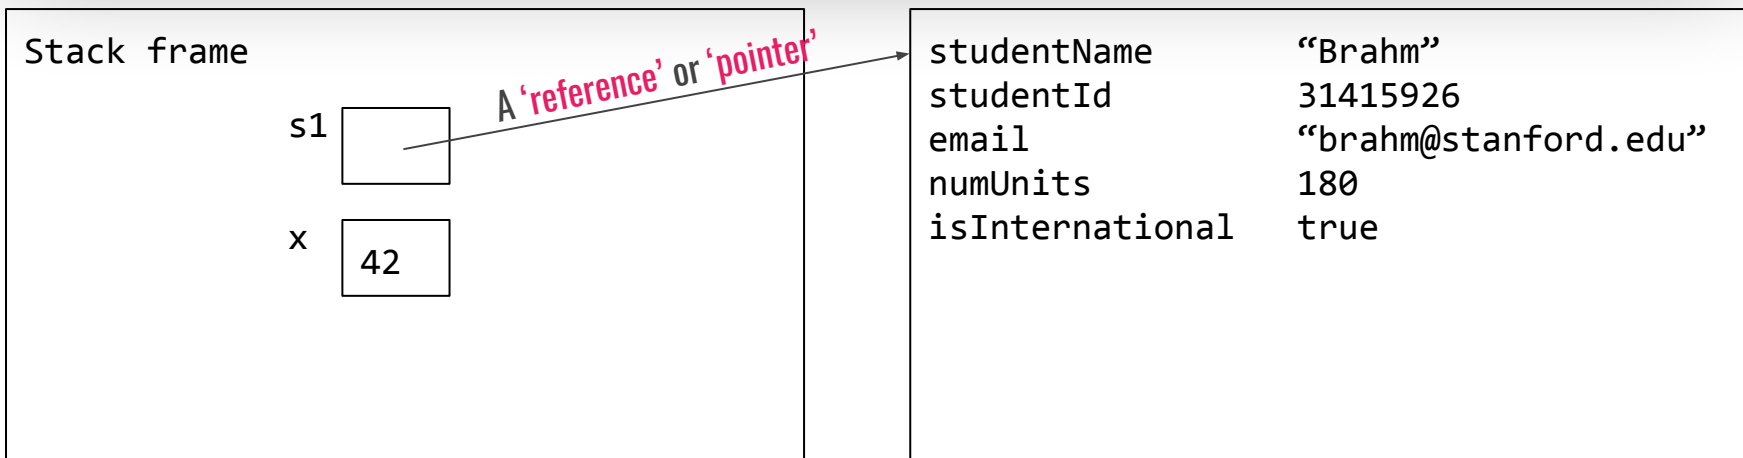 Stack frame
A ‘reference’ or ‘pointer’
s1
x
42
studentName “Brahm”
studentId 31415926
email “brahm@stanford.edu”
numUnits 180
isInternational true